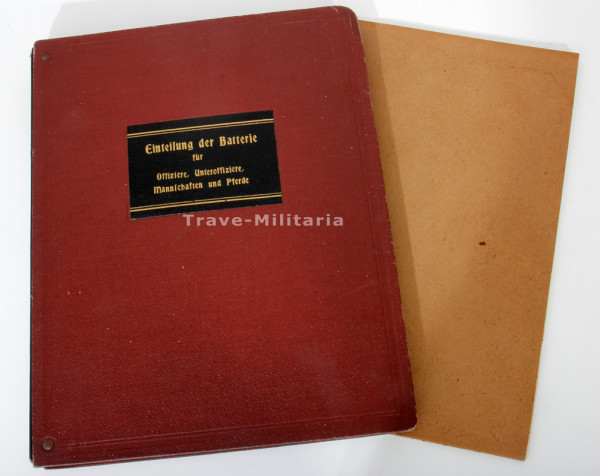 Einteilung der Batterie
für
Offiziere, Unteroffiziere,
Mannschaften und Pferde
Trave-Militaria